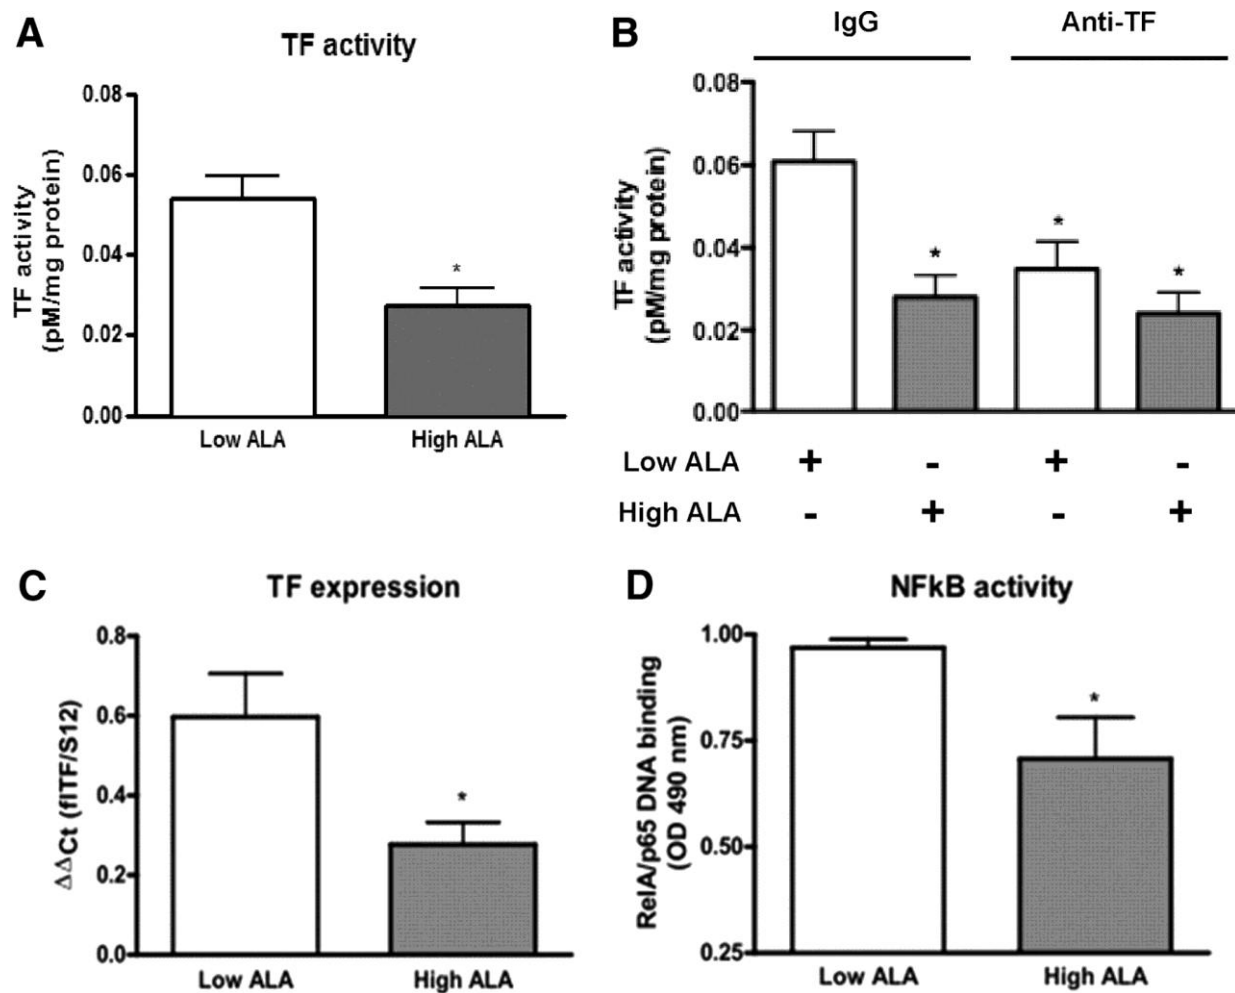 A
TF activity
TF activity
(pM/mg protein)
0.08
0.06
0.04
0.02
0.00
*
Low ALA
High ALA
B
IgG
Anti-TF
TF activity
(pM/mg protein)
0.08
0.06
0.04
0.02
0.00
*
*
*
Low ALA + - + -
High ALA - + - +
C
TF expression
ΔΔCt (flTF/S12)
0.8
0.6
0.4
0.2
0.0
*
Low ALA
High ALA
D
NFkB activity
RelA/p65 DNA binding
(OD 490 nm)
1.00
0.75
0.50
0.25
*
Low ALA
High ALA